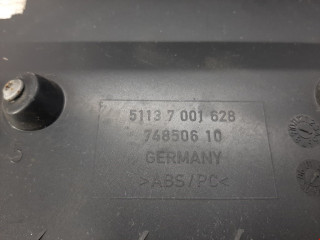 5113 7 001 628
748506 10
GERMANY
>ABS/PC<